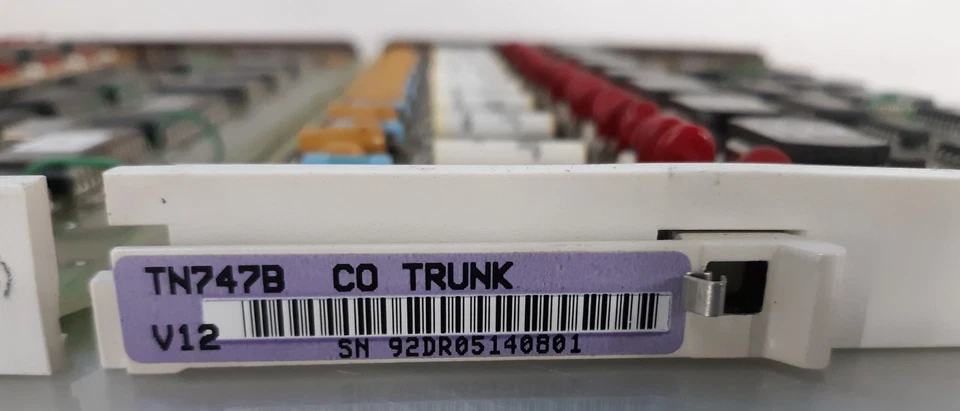 TN747B CO TRUNK
V12
SN 92DR05140801